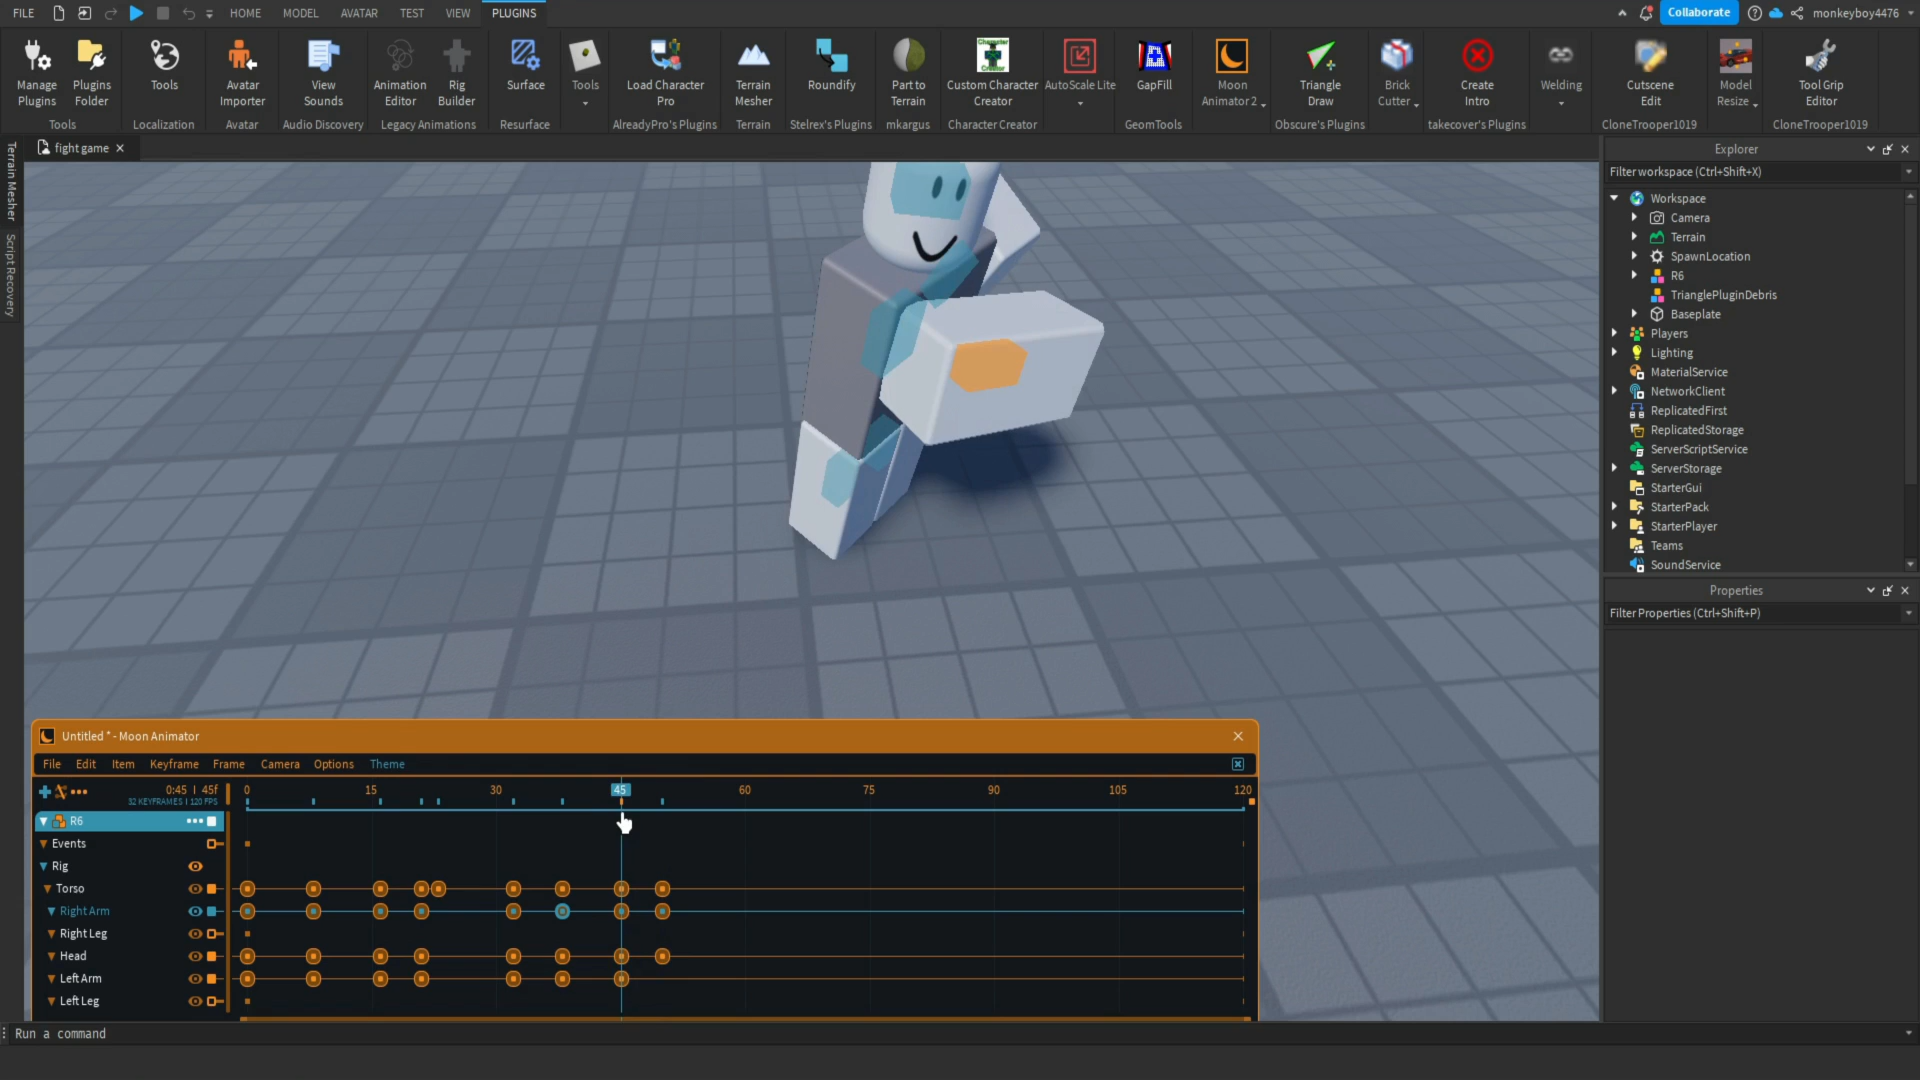 FILE HOME MODEL AVATAR TEST VIEW PLUGINS Collaborate monkeyboy4476
Manage Plugins
Plugins Folder
Tools
Tools
Localization
Avatar Importer
Avatar
View Sounds
Audio Discovery
Animation Editor
Rig Builder
Legacy Animations
Surface
Resurface
Tools
Load Character Pro
AlreadyPro's Plugins
Terrain Mesher
Terrain
Roundify
Stelrex's Plugins
Part to Terrain
mkargus
Character Creator
Custom Character Creator
Character Creator
AutoScale Lite
GapFill
GeomTools
Moon Animator 2
Triangle Draw
Obscure's Plugins
Brick Cutter
Create Intro
takecover's Plugins
Welding
Cutscene Edit
CloneTrooper1019
Model Resize
Tool Grip Editor
CloneTrooper1019
Terrain Mesher
Script Recovery
fight game
Explorer
Filter workspace (Ctrl+Shift+X)
Workspace
Camera
Terrain
SpawnLocation
R6
TrianglePluginDebris
Baseplate
Players
Lighting
MaterialService
NetworkClient
ReplicatedFirst
ReplicatedStorage
ServerScriptService
ServerStorage
StarterGui
StarterPack
StarterPlayer
Teams
SoundService
Properties
Filter Properties (Ctrl+Shift+P)
Untitled * - Moon Animator
File Edit Item Keyframe Frame Camera Options Theme
0:45 | 45f
32 KEYFRAMES | 120 FPS
0 15 30 45 60 75 90 105 120
R6
Events
Rig
Torso
Right Arm
Right Leg
Head
Left Arm
Left Leg
Run a command